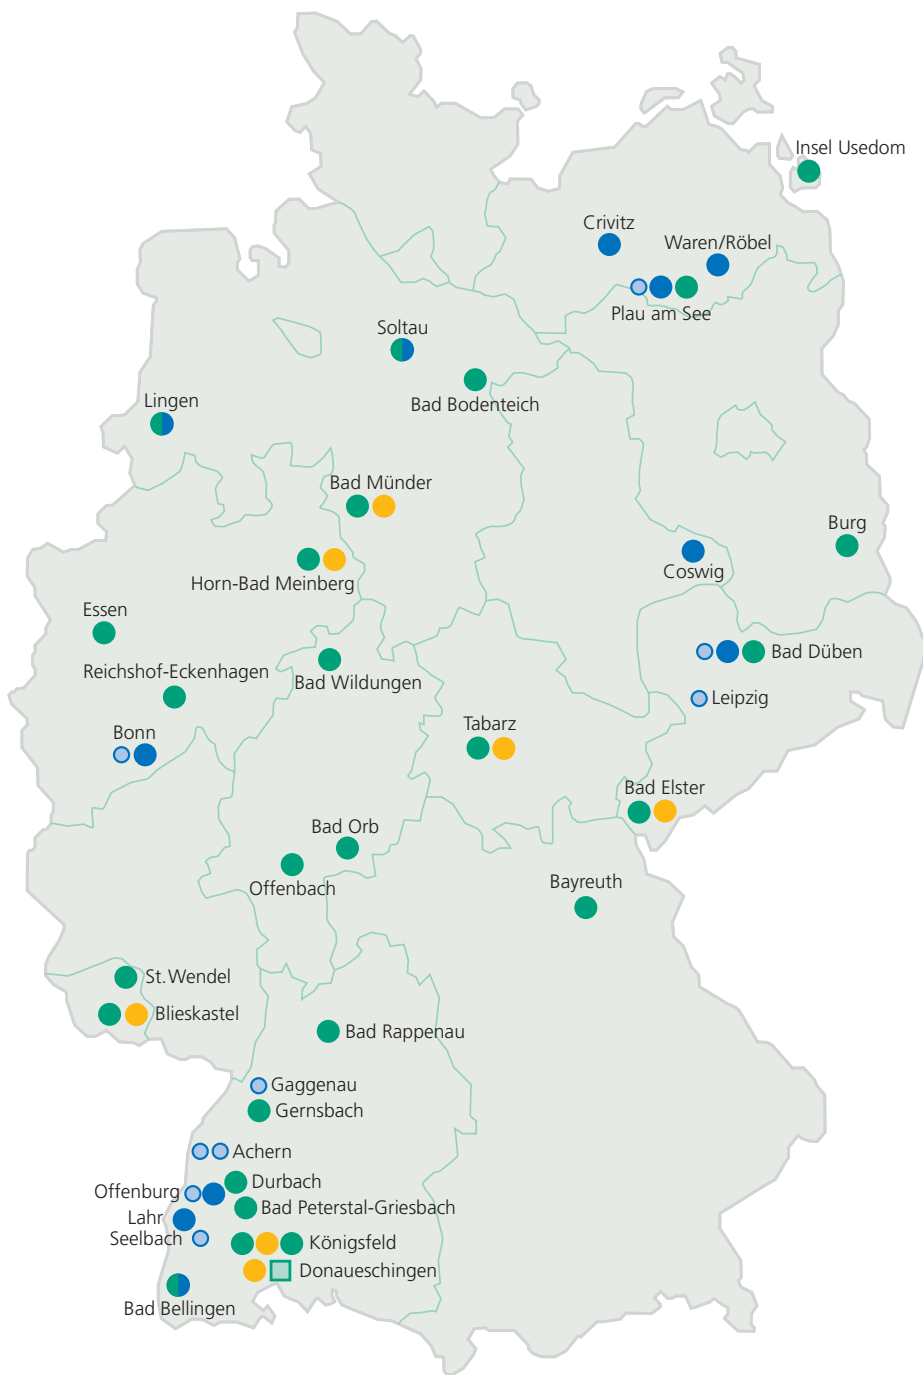 Insel Usedom
Crivitz
Waren/Röbel
Plau am See
Soltau
Bad Bodenteich
Lingen
Bad Münder
Burg
Coswig
Horn-Bad Meinberg
Essen
Bad Düben
Reichshof-Eckenhagen
Bad Wildungen
Leipzig
Bonn
Tabarz
Bad Elster
Bad Orb
Offenbach
Bayreuth
St.Wendel
Blieskastel
Bad Rappenau
Gaggenau
Gernsbach
Achern
Durbach
Offenburg
Bad Peterstal-Griesbach
Lahr
Seelbach
Königsfeld
Donaueschingen
Bad Bellingen